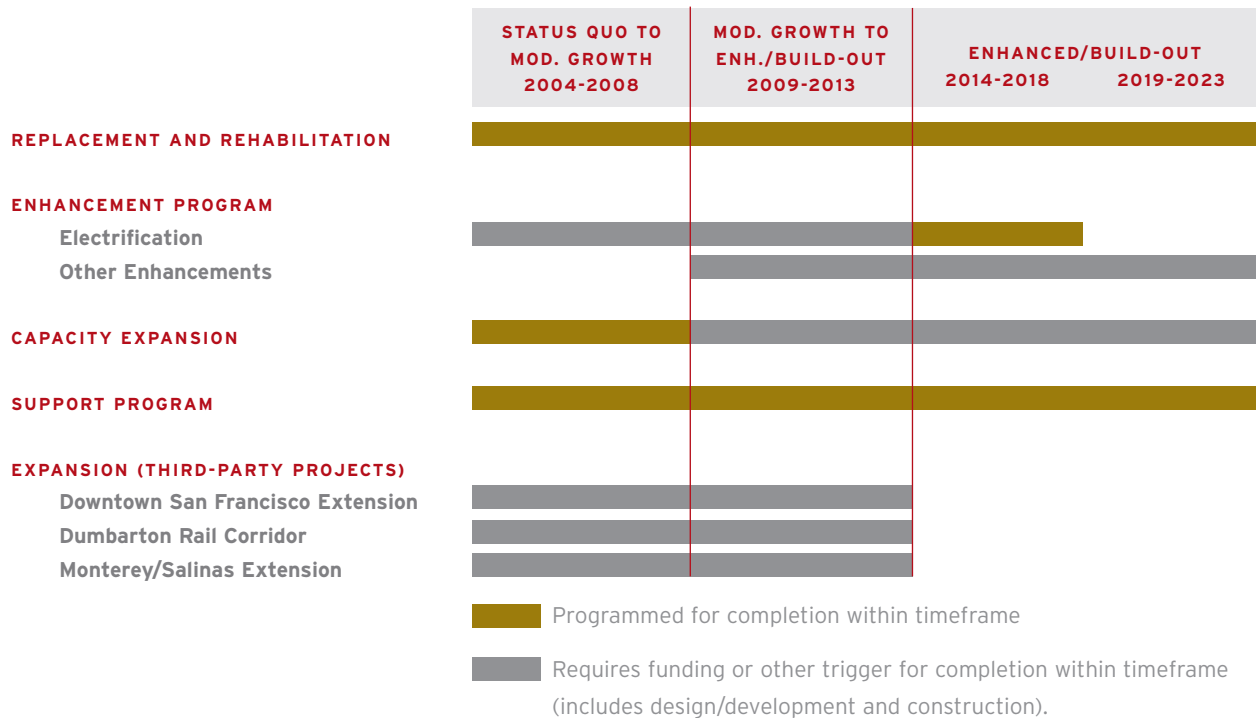 STATUS QUO TO
MOD. GROWTH
2004-2008
MOD. GROWTH TO
ENH./BUILD-OUT
2009-2013
ENHANCED/BUILD-OUT
2014-2018 2019-2023
REPLACEMENT AND REHABILITATION
ENHANCEMENT PROGRAM
Electrification
Other Enhancements
CAPACITY EXPANSION
SUPPORT PROGRAM
EXPANSION (THIRD-PARTY PROJECTS)
Downtown San Francisco Extension
Dumbarton Rail Corridor
Monterey/Salinas Extension
Programmed for completion within timeframe
Requires funding or other trigger for completion within timeframe
(includes design/development and construction).